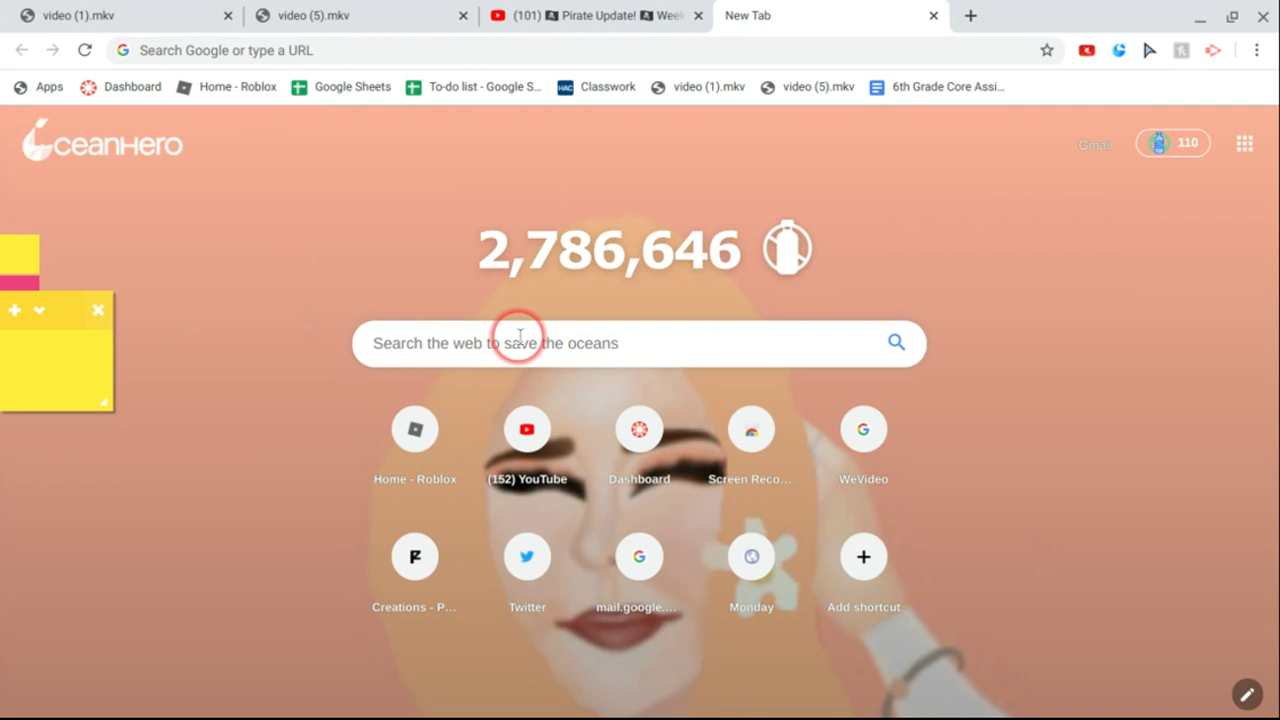 video (1).mkv
video (5).mkv
(101) 🏴 Pirate Update! 🏴 Week
New Tab
Search Google or type a URL
Apps
Dashboard
Home - Roblox
Google Sheets
To-do list - Google S...
HAC Classwork
video (1).mkv
video (5).mkv
6th Grade Core Assi...
OceanHero
Gmail
110
2,786,646
Search the web to save the oceans
Home - Roblox
(152) YouTube
Dashboard
Screen Reco...
WeVideo
Creations - P...
Twitter
mail.google....
Monday
Add shortcut